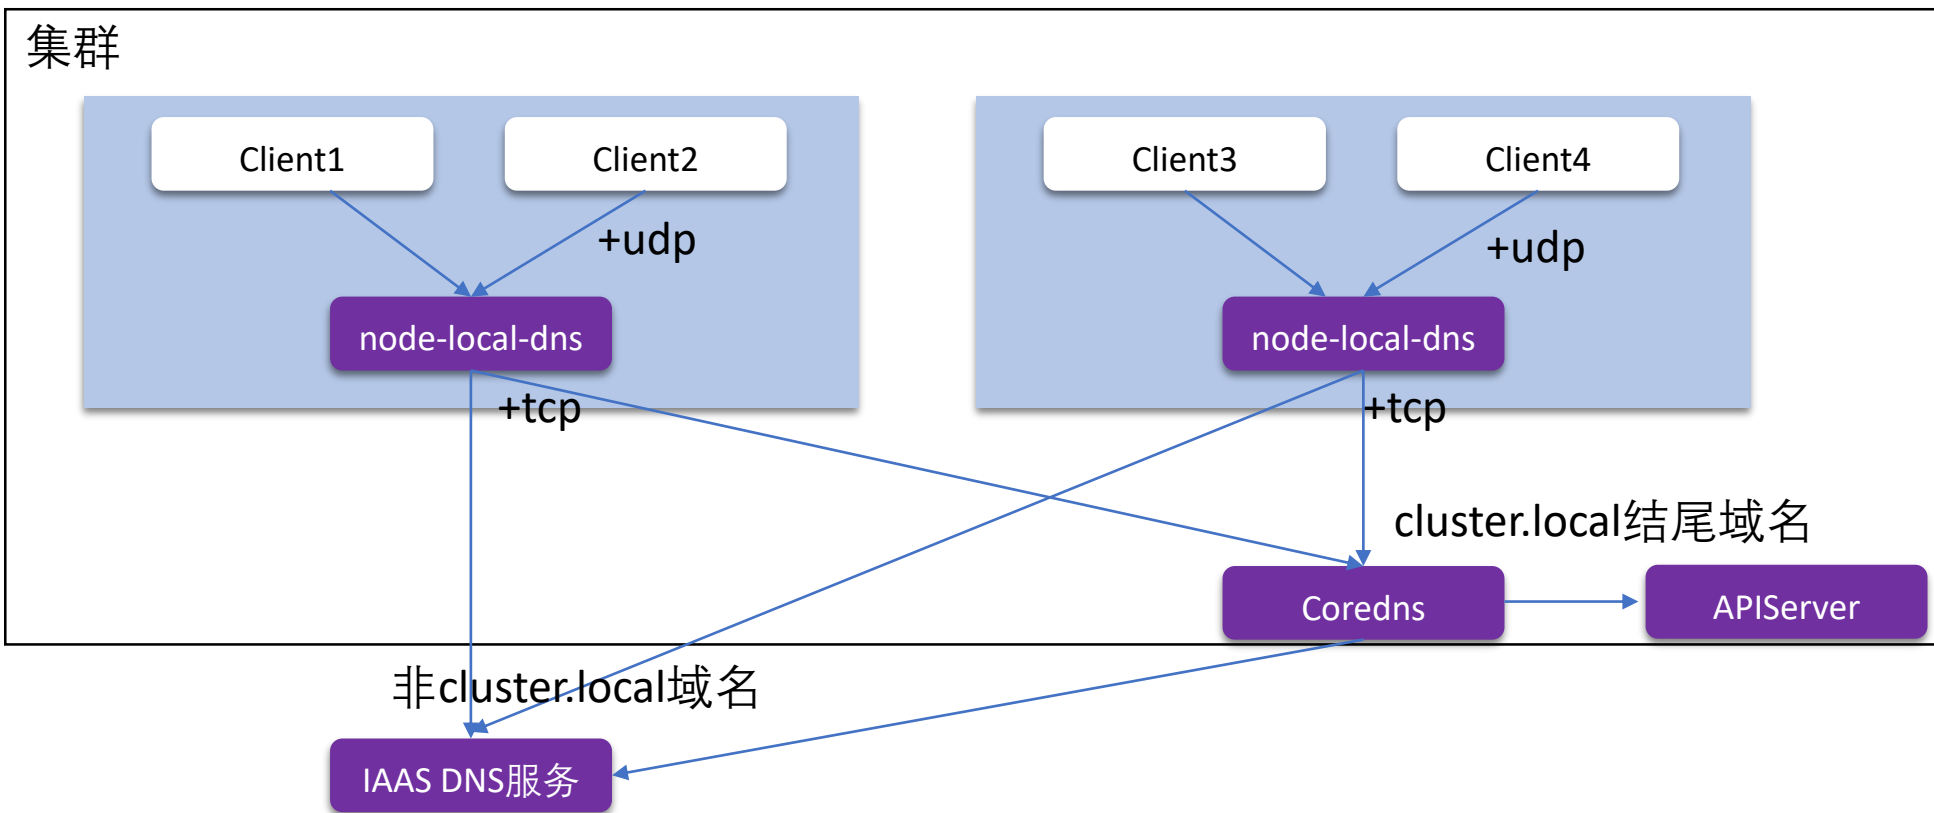 集群
Client1
Client2
Client3
Client4
+udp
+udp
node-local-dns
node-local-dns
+tcp
+tcp
cluster.local结尾域名
Coredns
APIServer
非cluster.local域名
IAAS DNS服务